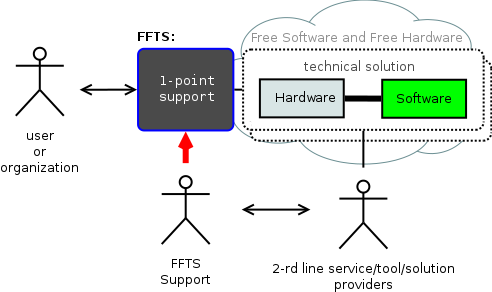 FFTS:
Free Software and Free Hardware
technical solution
1-point
support
Hardware
Software
user
or
organization
FFTS
Support
2-rd line service/tool/solution
providers